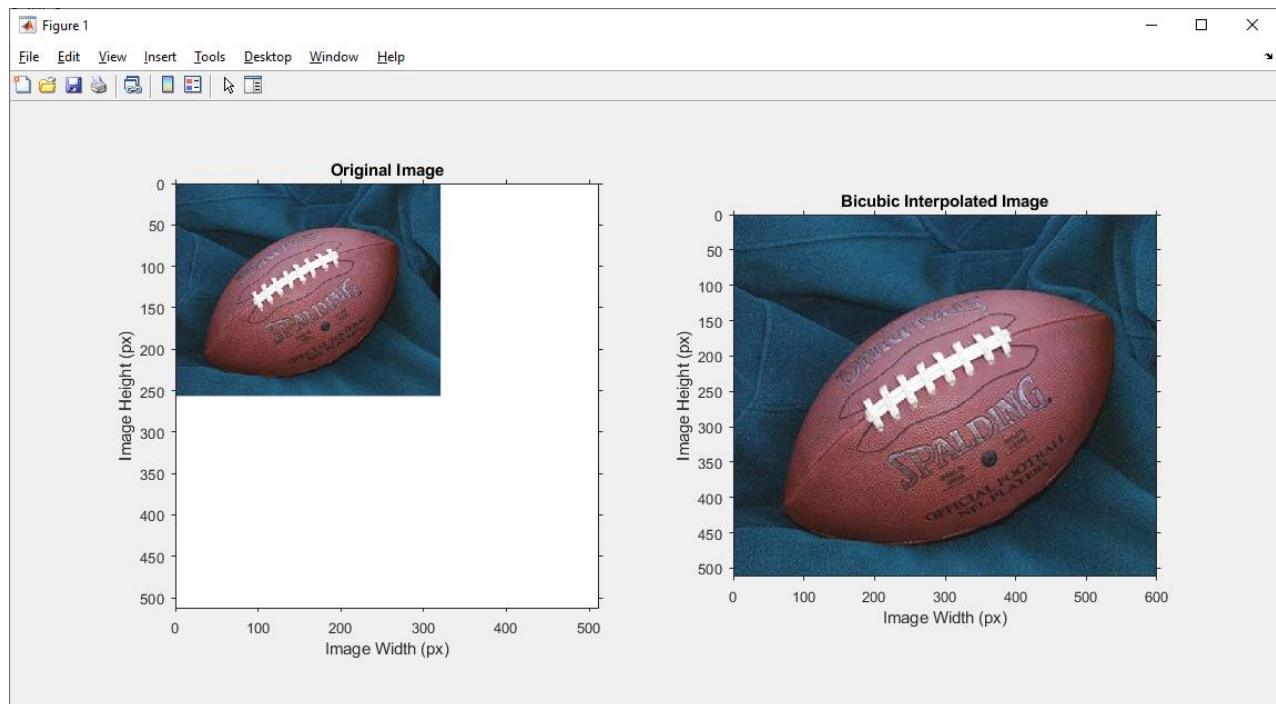 Figure 1
File Edit View Insert Tools Desktop Window Help
Original Image
0
50
100
150
200
250
300
350
400
450
500
Image Height (px)
SPALDING
0 100 200 300 400 500
Image Width (px)
Bicubic Interpolated Image
0
50
100
150
200
250
300
350
400
450
500
Image Height (px)
SPALDING
OFFICIAL FOOTBALL
NFL PLAYERS
0 100 200 300 400 500 600
Image Width (px)